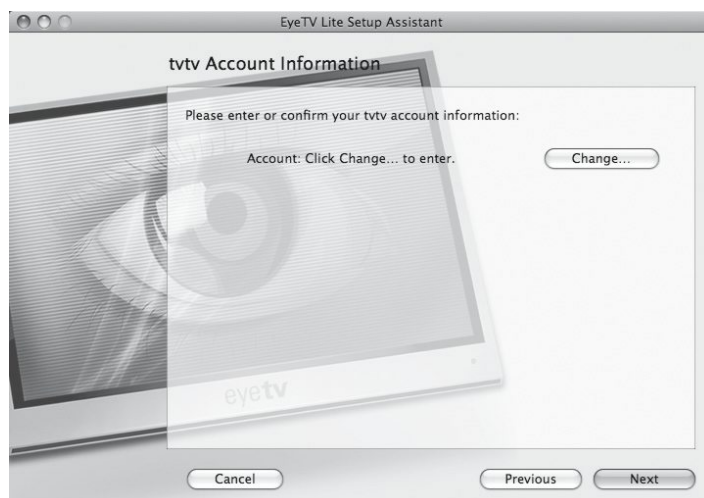 EyeTV Lite Setup Assistant
tvtv Account Information
Please enter or confirm your tvtv account information:
Account: Click Change... to enter.
Change...
eyetv
Cancel
Previous
Next